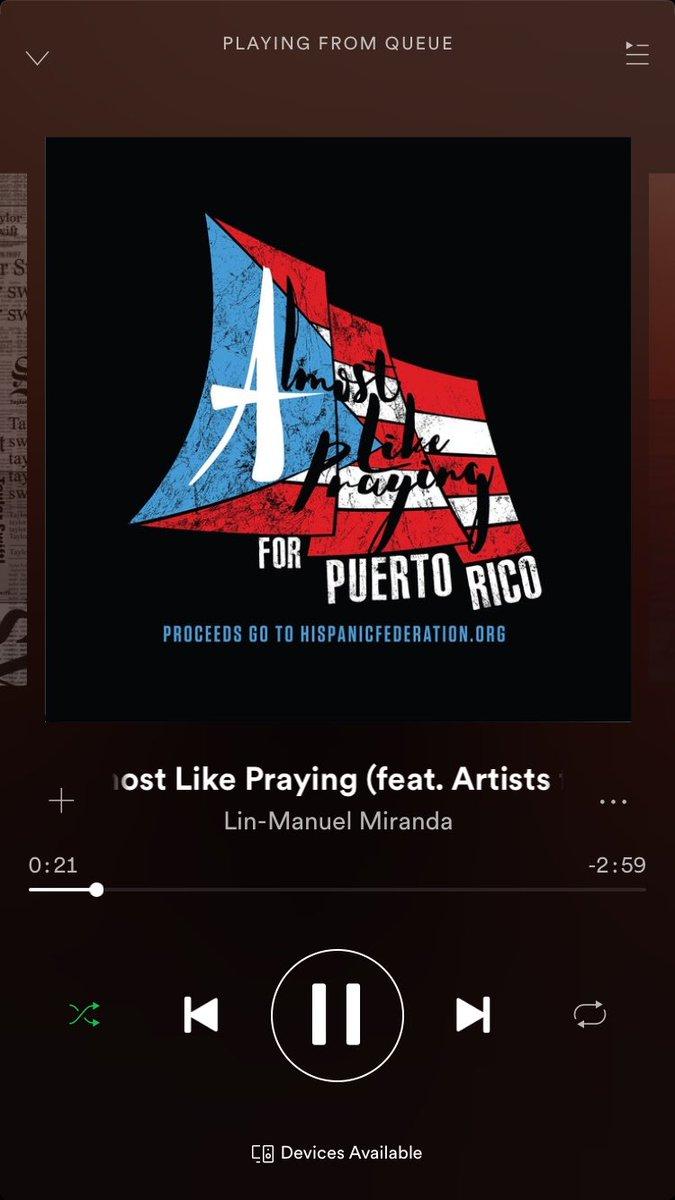 PLAYING FROM QUEUE
Almost
Like
Praying
FOR PUERTO RICO
PROCEEDS GO TO HISPANICFEDERATION.ORG
ost Like Praying (feat. Artists
Lin-Manuel Miranda
0:21
-2:59
Devices Available